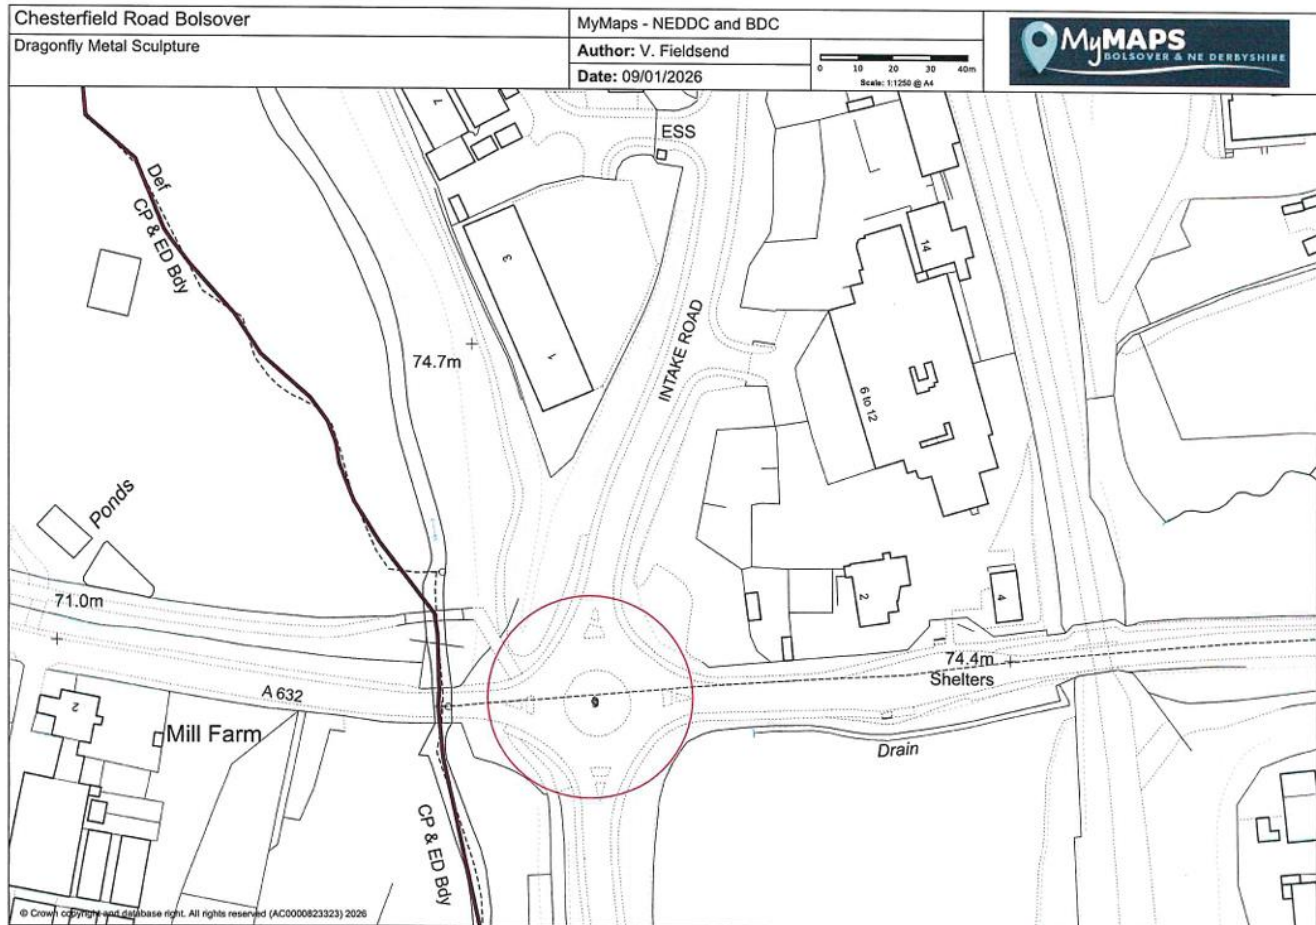 Chesterfield Road Bolsover
Dragonfly Metal Sculpture
MyMaps - NEDDC and BDC
Author: V. Fieldsend
Date: 09/01/2026
0 10 20 30 40m
Scale: 1:1250 @ A4
MyMAPS
BOLSOVER & NE DERBYSHIRE
ESS
7
Def
CP & ED Bdy
14
3
1
74.7m
INTAKE ROAD
6 to 12
Ponds
71.0m
2
4
74.4m
Shelters
A 632
2
Mill Farm
Drain
CP & ED Bdy
© Crown copyright and database right. All rights reserved (AC0000823323) 2026